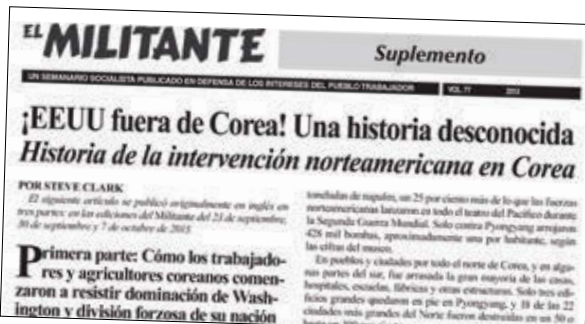 EL MILITANTE
Suplemento
UN SEMANARIO SOCIALISTA PUBLICADO EN DEFENSA DE LOS INTERESES DEL PUEBLO TRABAJADOR VOL. 77 2013
¡EEUU fuera de Corea! Una historia desconocida
Historia de la intervención norteamericana en Corea
POR STEVE CLARK
El siguiente artículo se publicó originalmente en inglés en
tres partes: en las ediciones del Militante del 23 de septiembre,
30 de septiembre y 7 de octubre de 2013.
Primera parte: Cómo los trabajado-
res y agricultores coreanos comen-
zaron a resistir dominación de Wash-
ington y división forzosa de su nación
toneladas de napalm, un 25 por ciento más de lo que las fuerzas
norteamericanas lanzaron en todo el teatro del Pacífico durante
la Segunda Guerra Mundial. Solo contra Pyongyang arrojaron
428 mil bombas, aproximadamente una por habitante, según
las cifras del museo.
En pueblos y ciudades por todo el norte de Corea, y en algu-
nas partes del sur, fue arrasada la gran mayoría de las casas,
hospitales, escuelas, fábricas y otras estructuras. Solo tres edi-
ficios grandes quedaron en pie en Pyongyang, y 18 de las 22
ciudades más grandes del Norte fueron destruidas en un 50 o